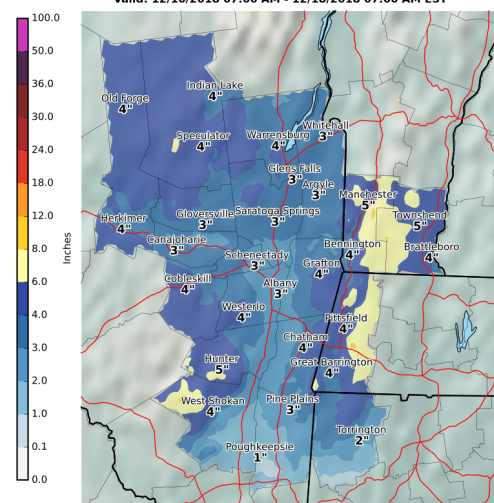 Valid: 12/16/2018 07:00 AM - 12/18/2018 07:00 AM EST
100.0
50.0
36.0
30.0
24.0
18.0
12.0
8.0
6.0
4.0
3.0
2.0
1.0
0.1
0.0
Inches
Old Forge
4"
Indian Lake
4"
Speculator
4"
Warrensburg
4"
Whitehall
3"
Glens Falls
3"
Argyle
3"
Manchester
5"
Townshend
5"
Herkimer
4"
Gloversville
3"
Saratoga Springs
3"
Canajoharie
3"
Schenectady
3"
Bennington
4"
Brattleboro
4"
Grafton
4"
Cobleskill
4"
Albany
3"
Westerlo
4"
Pittsfield
4"
Chatham
4"
Hunter
5"
Great Barrington
4"
West Shokan
4"
Pine Plains
3"
Torrington
2"
Poughkeepsie
1"